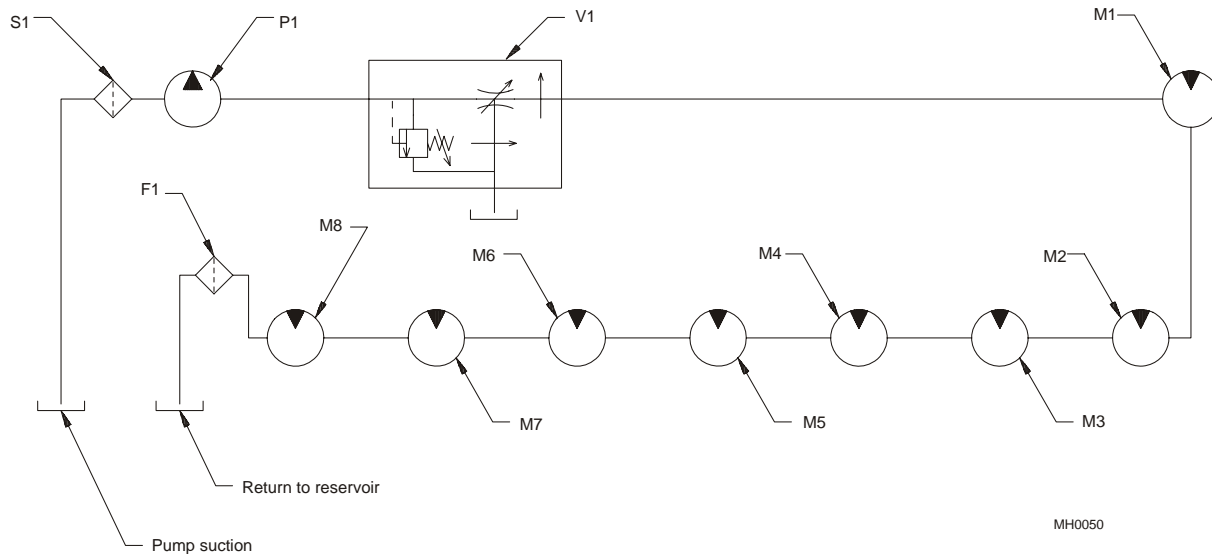 S1
P1
V1
M1
F1
M8
M6
M4
M2
M7
M5
M3
Return to reservoir
MH0050
Pump suction